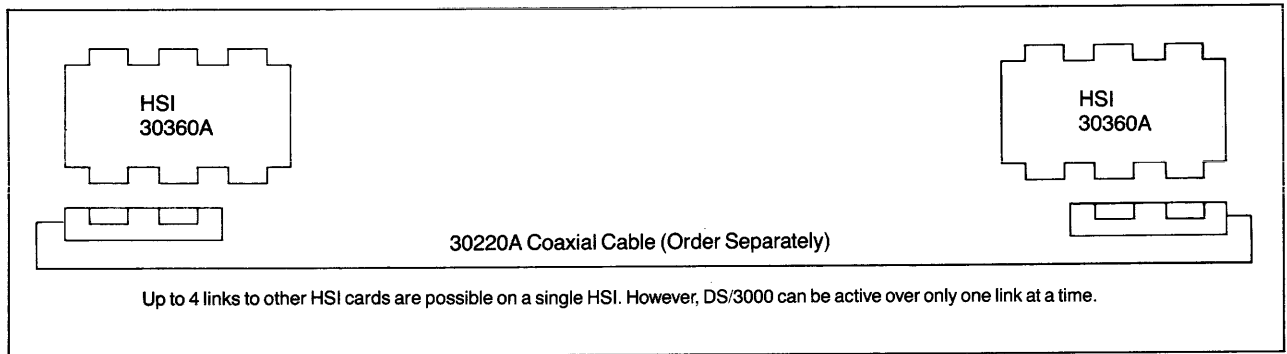 HSI
30360A
HSI
30360A
30220A Coaxial Cable (Order Separately)
Up to 4 links to other HSI cards are possible on a single HSI. However, DS/3000 can be active over only one link at a time.